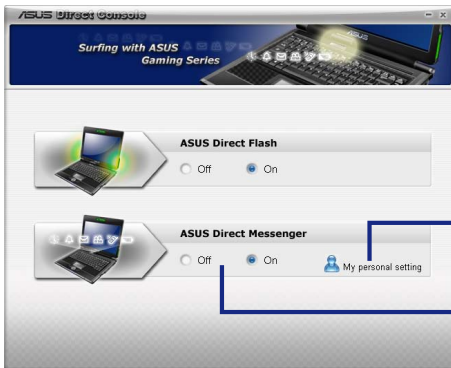 ASUS Direct Console
Surfing with ASUS
Gaming Series
ASUS
ASUS Direct Flash
Off On
ASUS Direct Messenger
Off On My personal setting